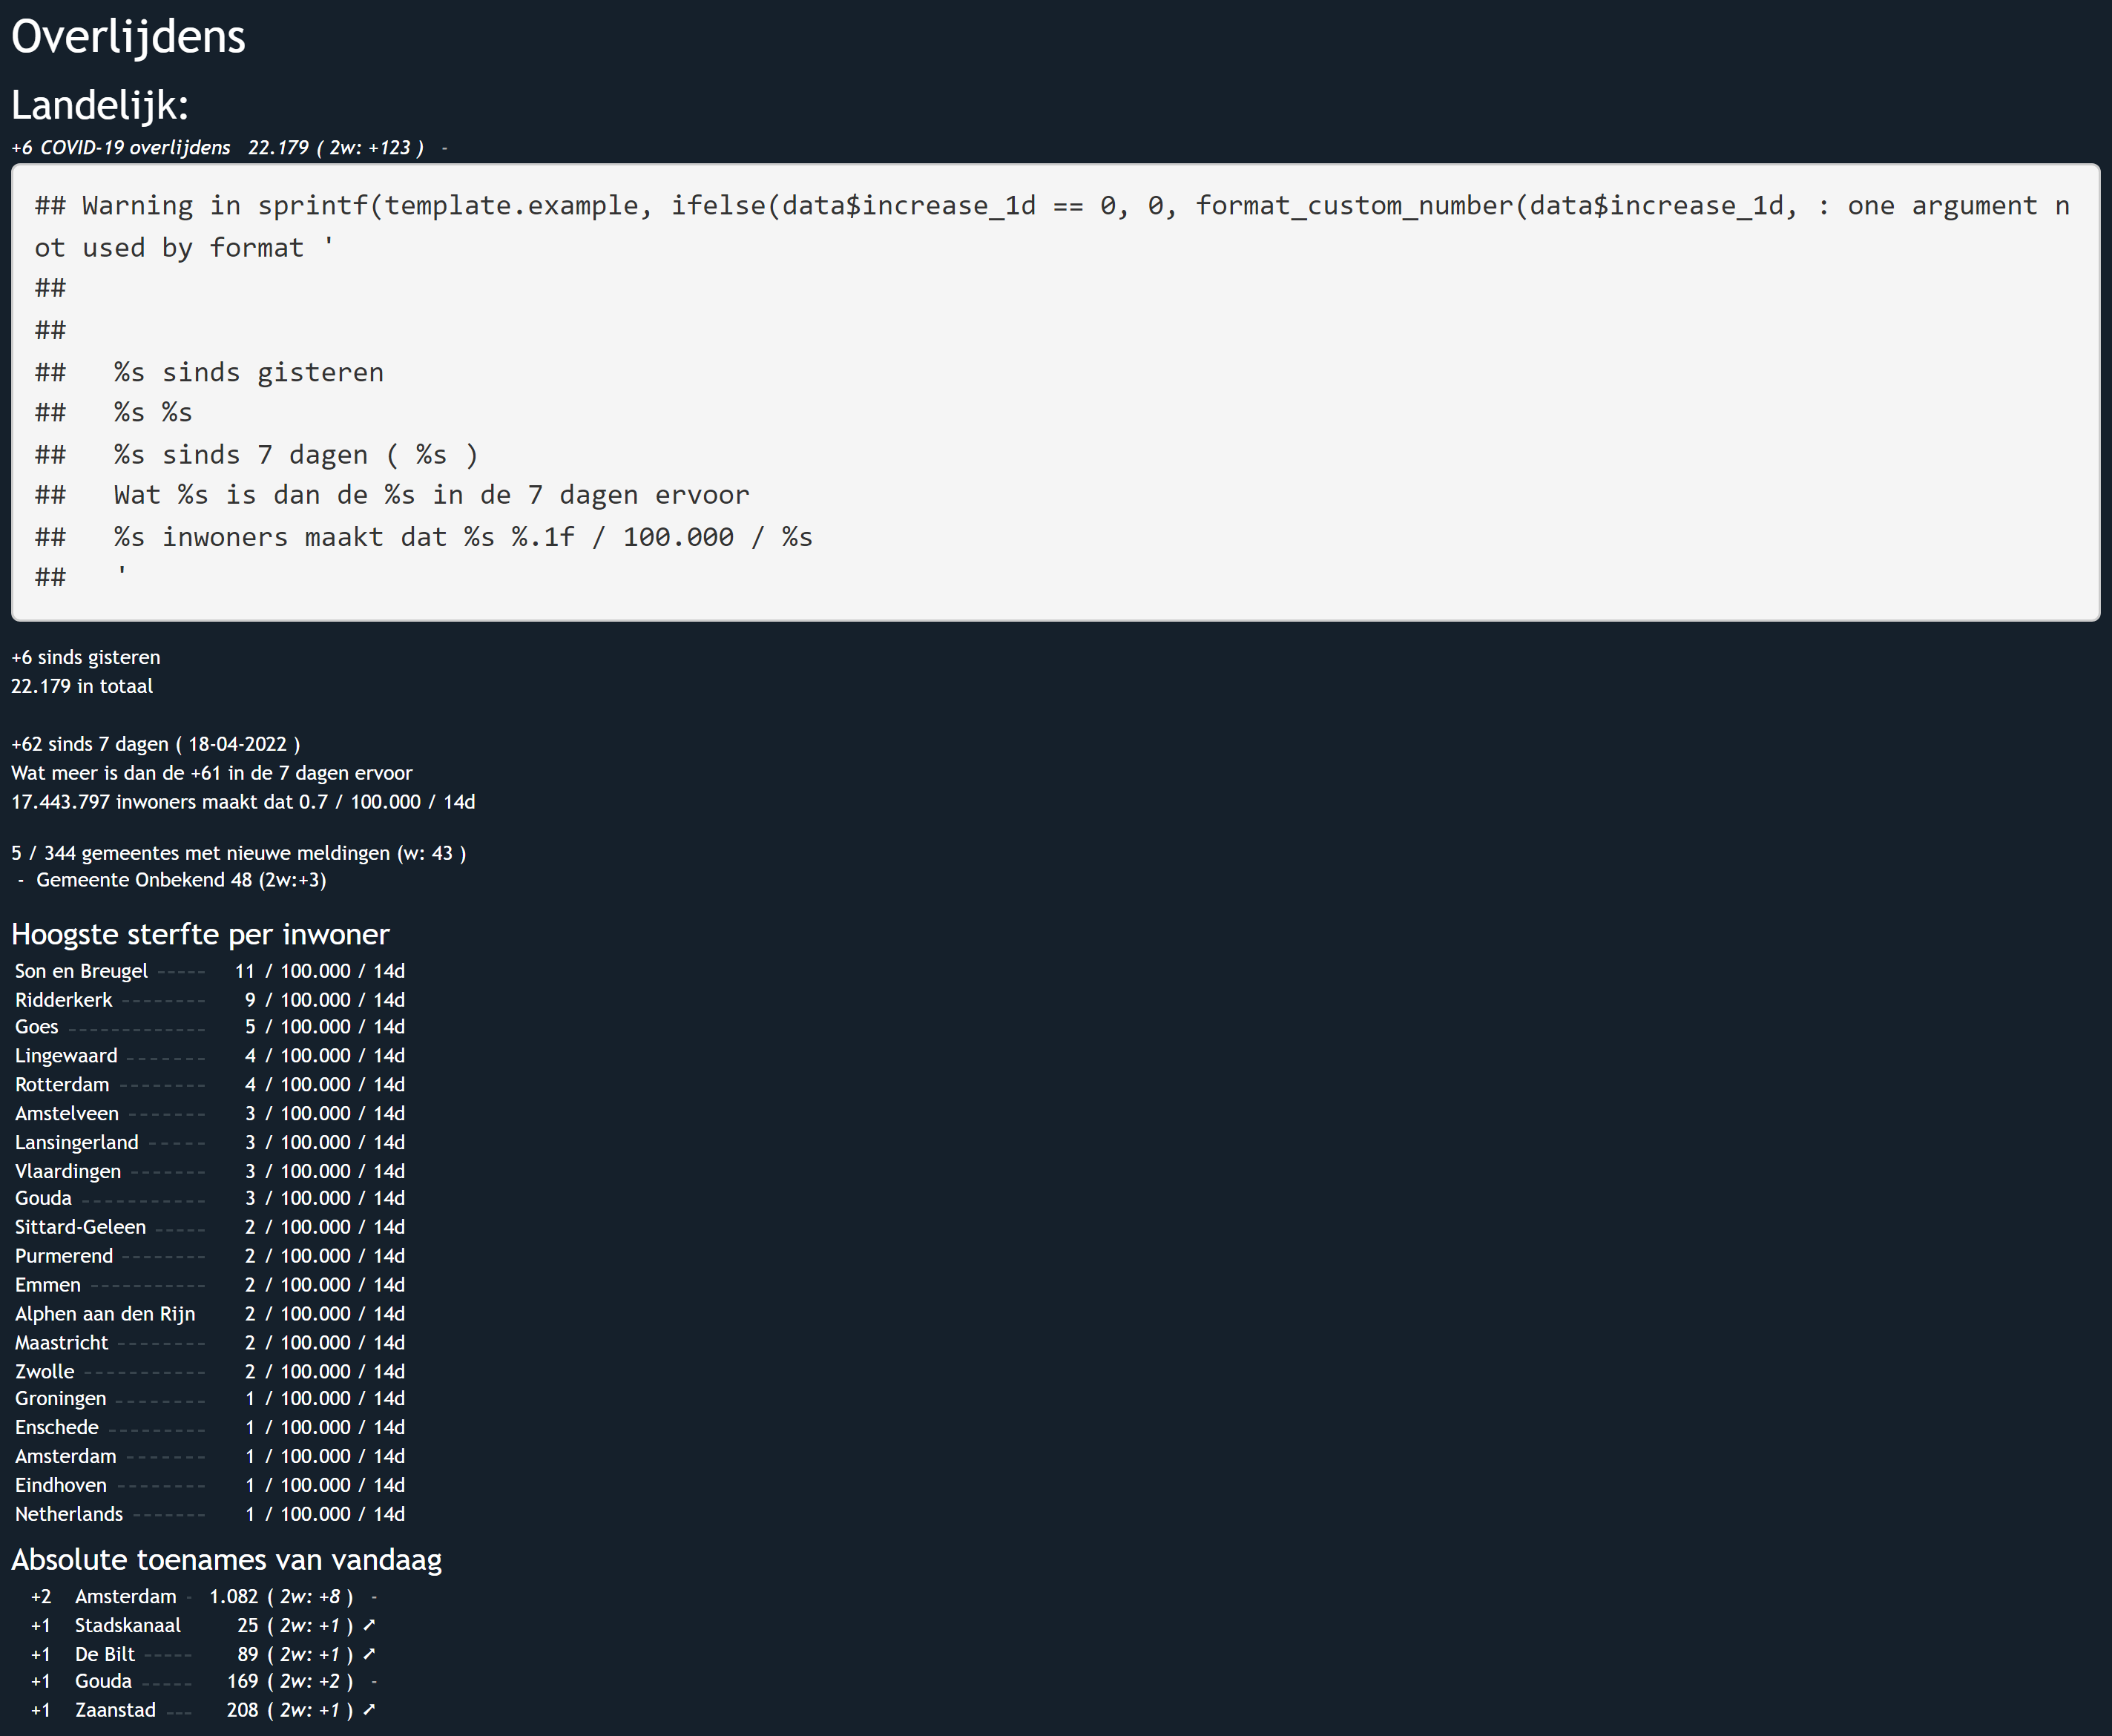 Overlijdens
Landelijk:
+6 COVID-19 overlijdens 22.179 ( 2w: +123 ) -
## Warning in sprintf(template.example, ifelse(data$increase_1d == 0, 0, format_custom_number(data$increase_1d, : one argument n
ot used by format '
##
##
## %s sinds gisteren
## %s %s
## %s sinds 7 dagen ( %s )
## Wat %s is dan de %s in de 7 dagen ervoor
## %s inwoners maakt dat %s %.1f / 100.000 / %s
## '
+6 sinds gisteren
22.179 in totaal
+62 sinds 7 dagen ( 18-04-2022 )
Wat meer is dan de +61 in de 7 dagen ervoor
17.443.797 inwoners maakt dat 0.7 / 100.000 / 14d
5 / 344 gemeentes met nieuwe meldingen (w: 43 )
- Gemeente Onbekend 48 (2w:+3)
Hoogste sterfte per inwoner
Son en Breugel ----- 11 / 100.000 / 14d
Ridderkerk -------- 9 / 100.000 / 14d
Goes ------------- 5 / 100.000 / 14d
Lingewaard ------- 4 / 100.000 / 14d
Rotterdam -------- 4 / 100.000 / 14d
Amstelveen ------- 3 / 100.000 / 14d
Lansingerland ----- 3 / 100.000 / 14d
Vlaardingen ------- 3 / 100.000 / 14d
Gouda ----------- 3 / 100.000 / 14d
Sittard-Geleen ----- 2 / 100.000 / 14d
Purmerend -------- 2 / 100.000 / 14d
Emmen ---------- 2 / 100.000 / 14d
Alphen aan den Rijn 2 / 100.000 / 14d
Maastricht -------- 2 / 100.000 / 14d
Zwolle ----------- 2 / 100.000 / 14d
Groningen -------- 1 / 100.000 / 14d
Enschede --------- 1 / 100.000 / 14d
Amsterdam ------- 1 / 100.000 / 14d
Eindhoven -------- 1 / 100.000 / 14d
Netherlands ------- 1 / 100.000 / 14d
Absolute toenames van vandaag
+2 Amsterdam - 1.082 ( 2w: +8 ) -
+1 Stadskanaal 25 ( 2w: +1 ) ➚
+1 De Bilt ----- 89 ( 2w: +1 ) ➚
+1 Gouda ----- 169 ( 2w: +2 ) -
+1 Zaanstad --- 208 ( 2w: +1 ) ➚